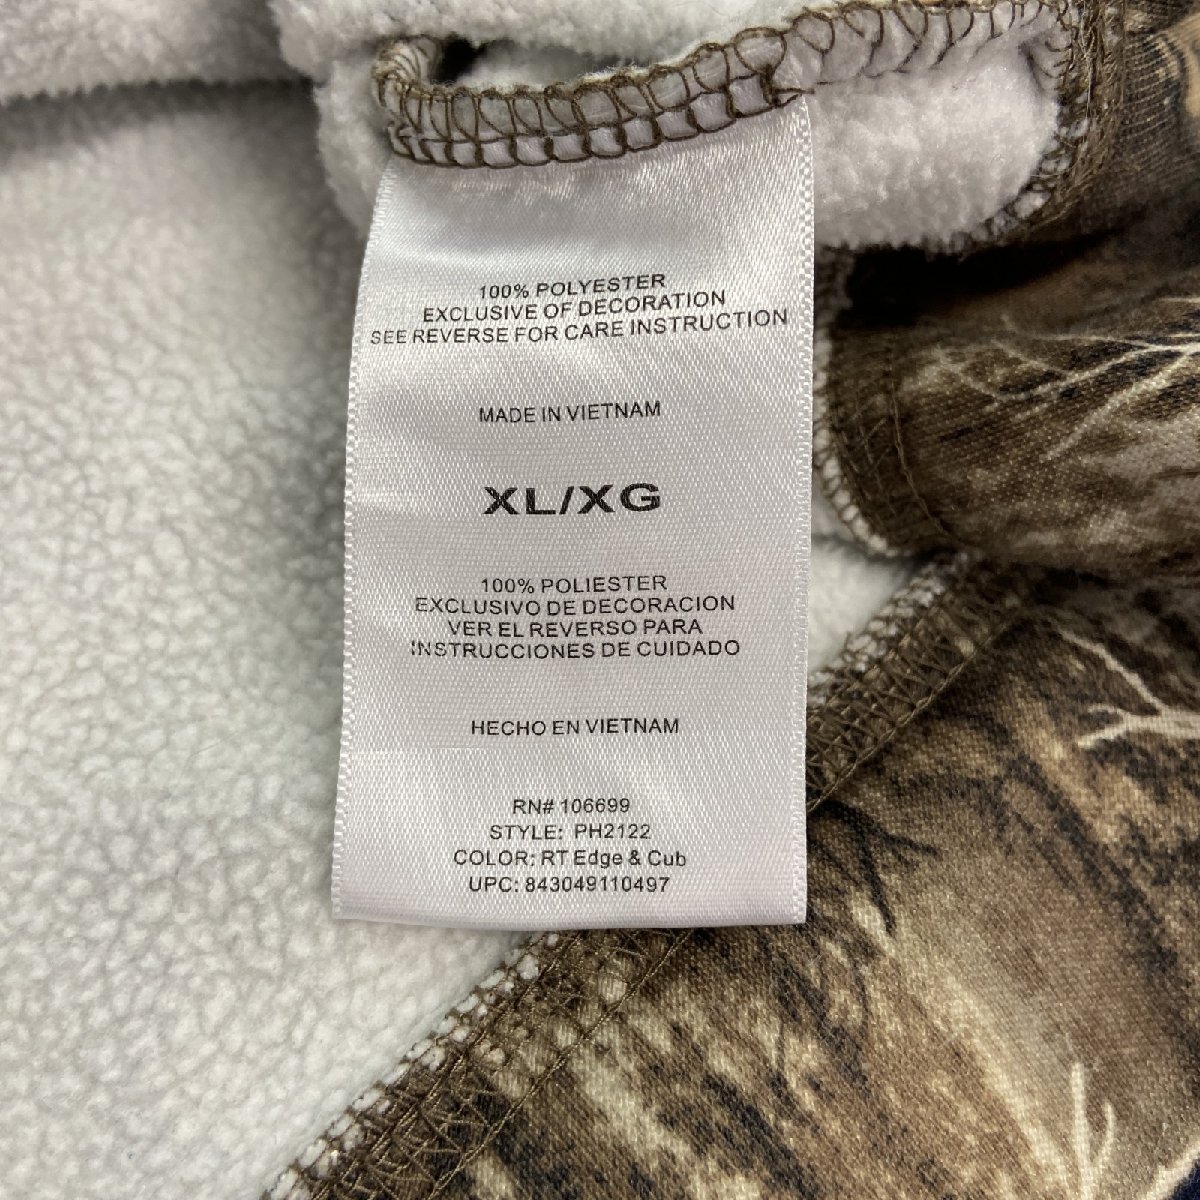 100% POLYESTER
EXCLUSIVE OF DECORATION
SEE REVERSE FOR CARE INSTRUCTION
MADE IN VIETNAM
XL/XG
100% POLIESTER
EXCLUSIVO DE DECORACION
VER EL REVERSO PARA
INSTRUCCIONES DE CUIDADO
HECHO EN VIETNAM
RN# 106699
STYLE: PH2122
COLOR: RT Edge & Cub
UPC: 843049110497